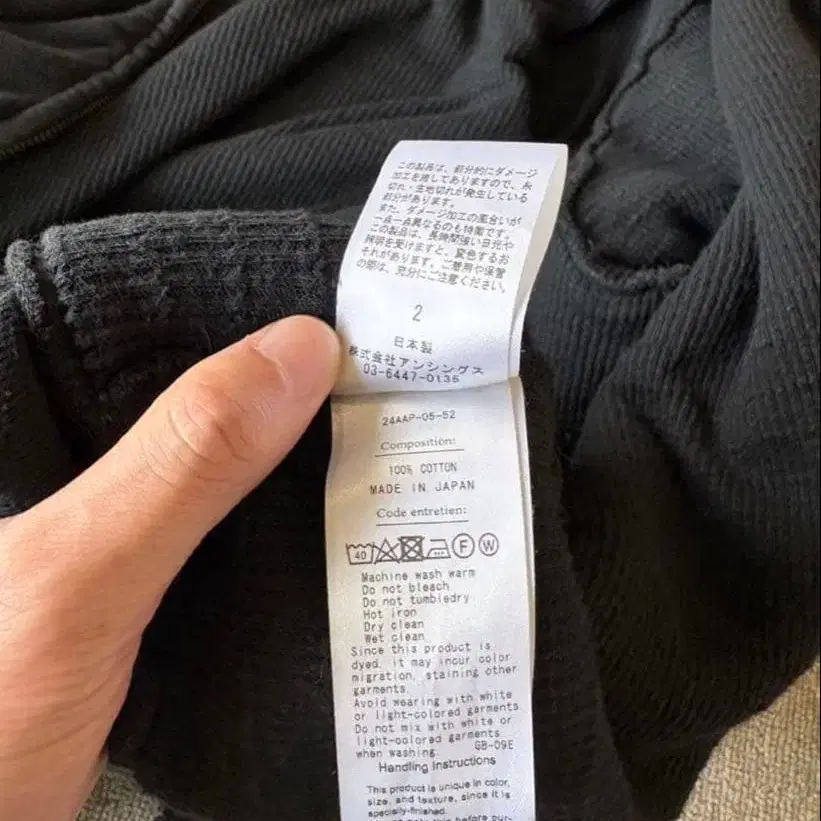 この製品は、部分的にダメージ
加工を施してありますので、糸
切れ・生地切れが発生している
部分があります。
また、ダメージ加工の風合いが
一点一点異なるのも特徴です。
この製品は、長時間強い日光や
照明を受けますと、変色するお
それがあります。ご着用や保管
の際は、充分にご注意ください。
2
日本製
株式会社アンシングス
03-6447-0135
24AAP-05-52
Composition:
100% COTTON
MADE IN JAPAN
Code entretien:
40 F W
Machine wash warm
Do not bleach
Do not tumbledry
Hot iron
Dry clean
Wet clean
Since this product is
dyed, it may incur color
migration, staining other
garments.
Avoid wearing with white
or light-colored garments
Do not mix with white or
light-colored garments
when washing. GB-09E
Handling Instructions
This product is unique in color,
size, and texture, since it is
specially-finished.